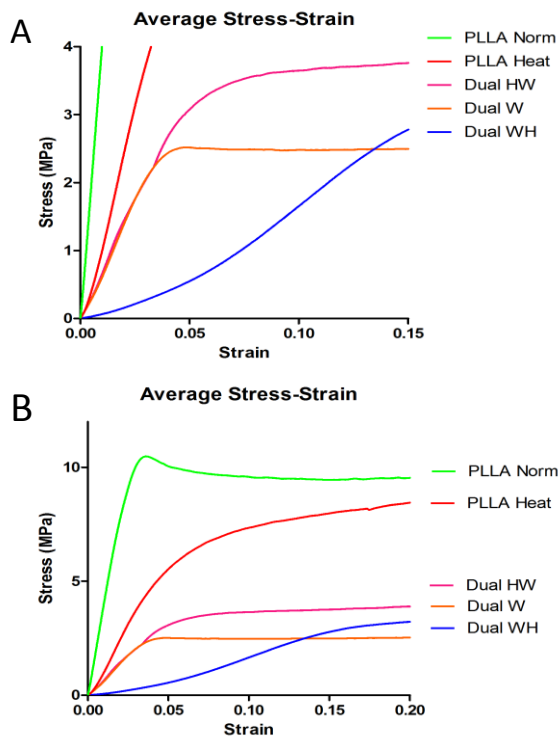 A
Average Stress-Strain
Stress (MPa)
4
3
2
1
0
0.00 0.05 0.10 0.15
Strain
PLLA Norm
PLLA Heat
Dual HW
Dual W
Dual WH
B
Average Stress-Strain
Stress (MPa)
10
5
0
0.00 0.05 0.10 0.15 0.20
Strain
PLLA Norm
PLLA Heat
Dual HW
Dual W
Dual WH